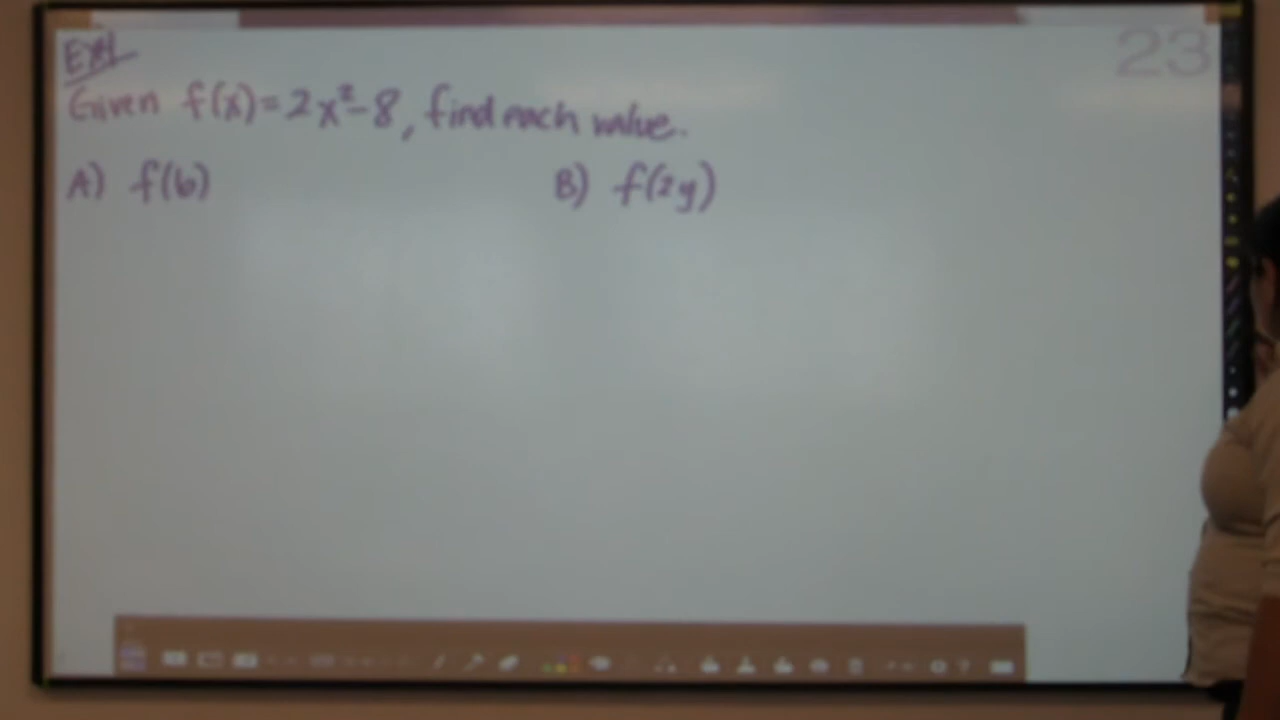 Ex1
23
Given f(x)=2x²-8, find each value.
A) f(6) B) f(2y)